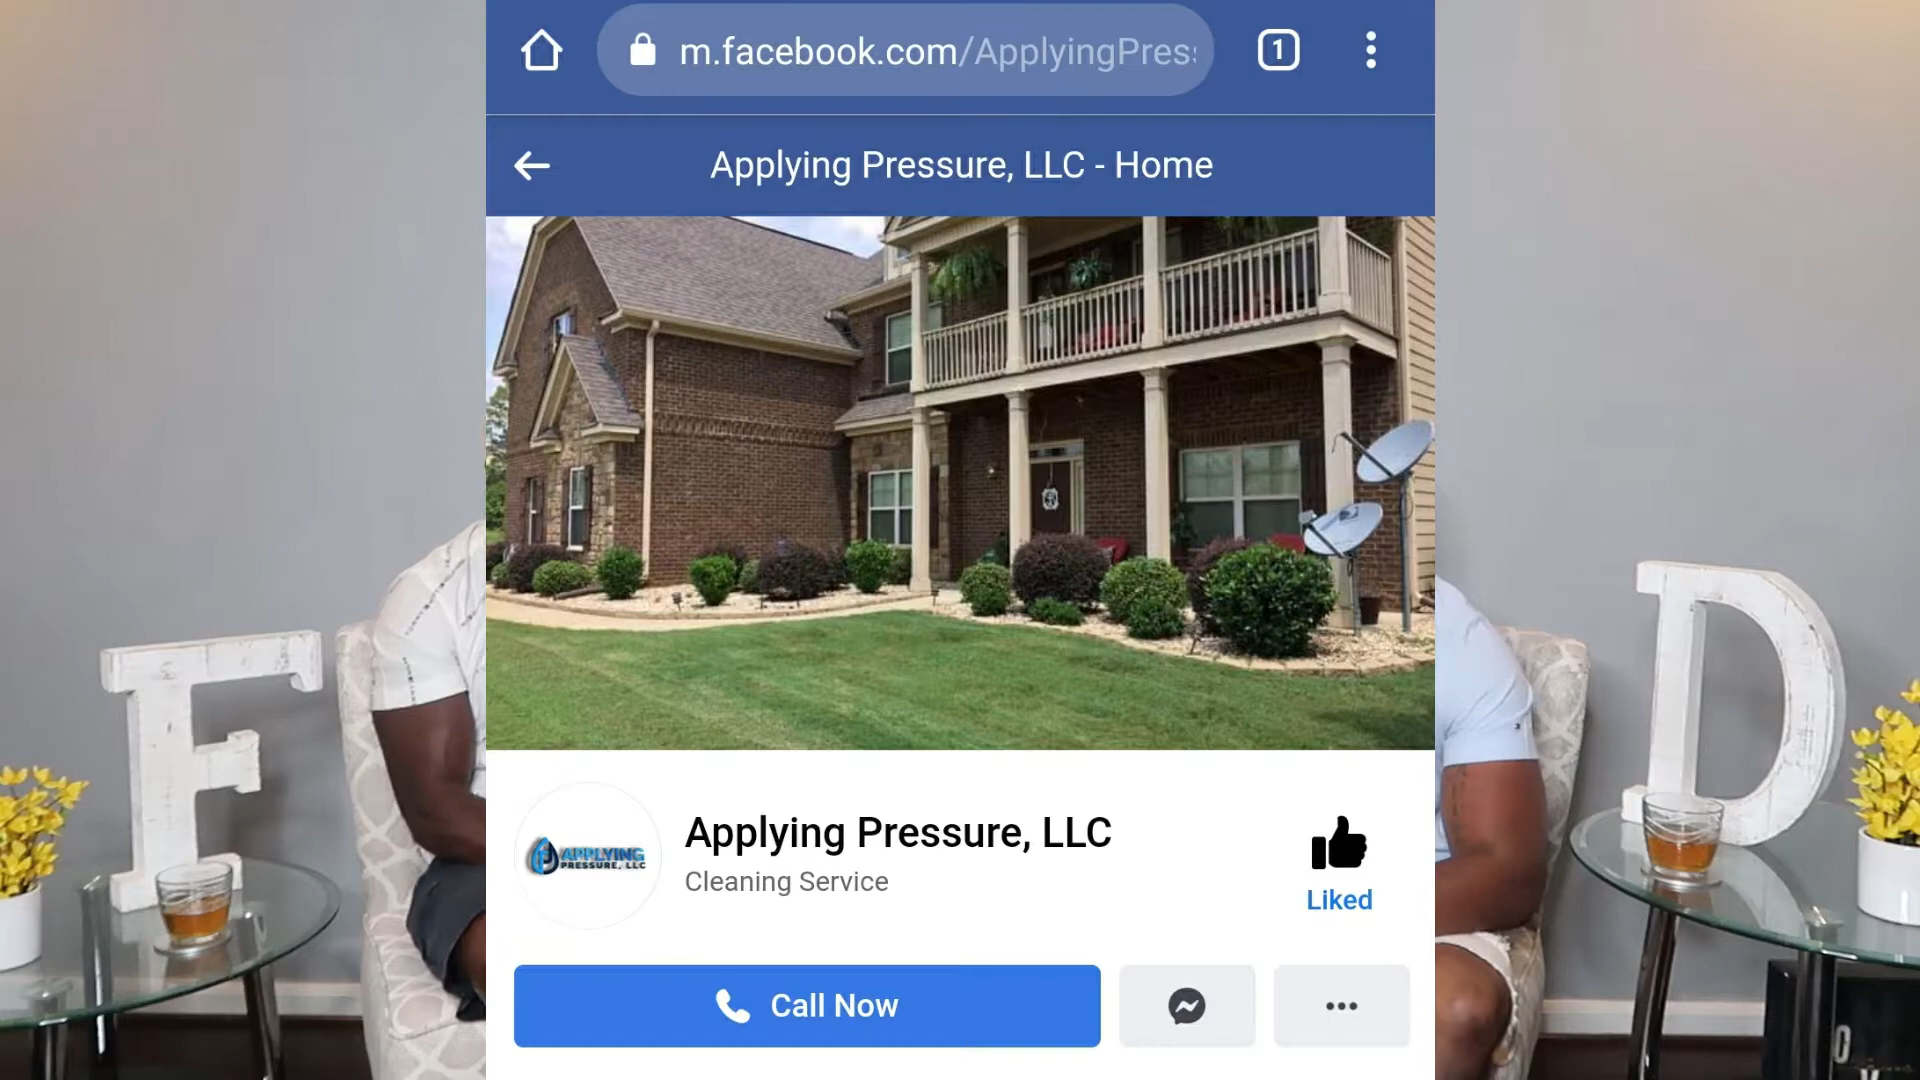 m.facebook.com/ApplyingPres
1
Applying Pressure, LLC - Home
F
D
APPLYING
PRESSURE, LLC
Applying Pressure, LLC
Cleaning Service
Liked
Call Now